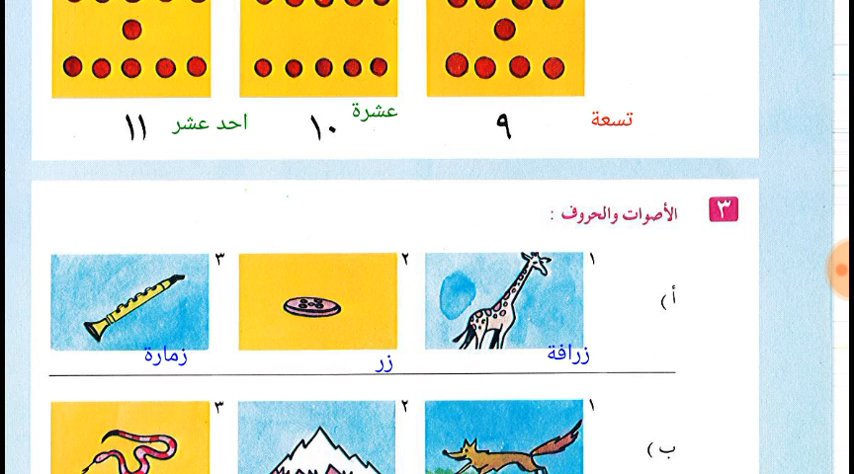 تسعة
٩
عشرة
١٠
احد عشر
١١
٣ الأصوات والحروف :
أ)
١ ٢ ٣
زرافة زر زمارة
ب)
١ ٢ ٣